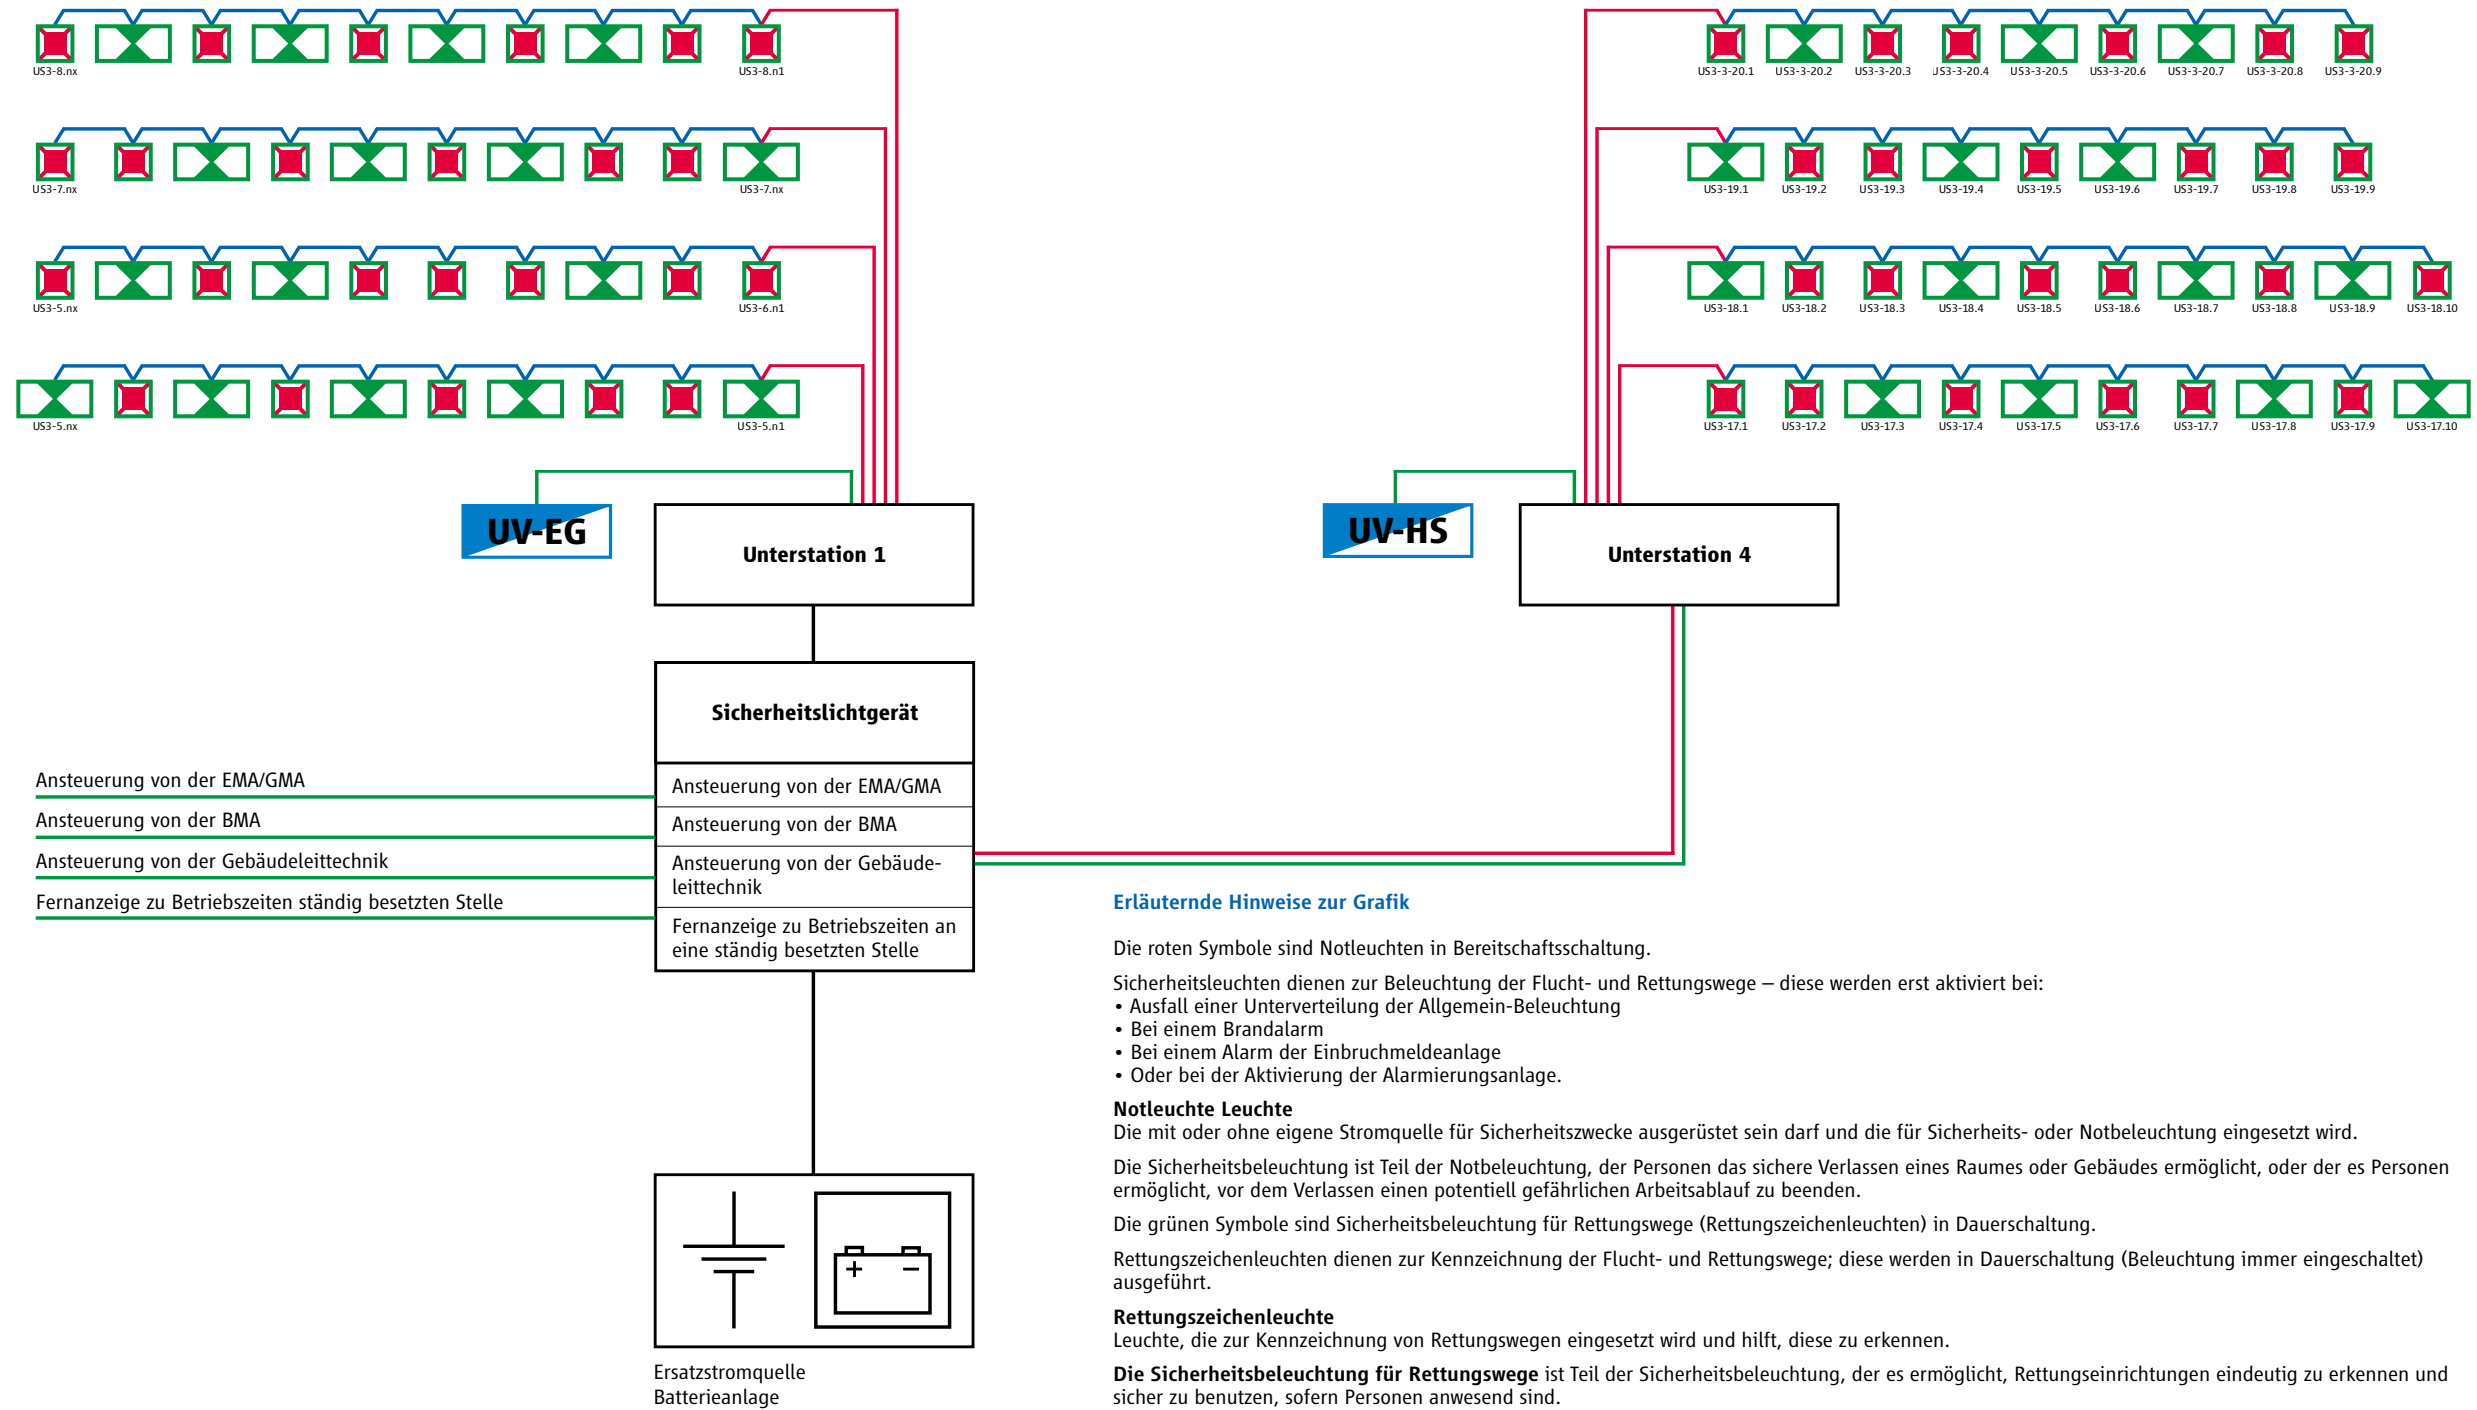 US3-8.nx US3-8.n1
US3-3-20.1 US3-3-20.2 US3-3-20.3 US3-3-20.4 US3-3-20.5 US3-3-20.6 US3-3-20.7 US3-3-20.8 US3-3-20.9
US3-7.nx US3-7.nx
US3-19.1 US3-19.2 US3-19.3 US3-19.4 US3-19.5 US3-19.6 US3-19.7 US3-19.8 US3-19.9
US3-5.nx US3-6.n1
US3-18.1 US3-18.2 US3-18.3 US3-18.4 US3-18.5 US3-18.6 US3-18.7 US3-18.8 US3-18.9 US3-18.10
US3-5.nx US3-5.n1
US3-17.1 US3-17.2 US3-17.3 US3-17.4 US3-17.5 US3-17.6 US3-17.7 US3-17.8 US3-17.9 US3-17.10
UV-EG
Unterstation 1
UV-HS
Unterstation 4
Sicherheitslichtgerät
Ansteuerung von der EMA/GMA
Ansteuerung von der BMA
Ansteuerung von der Gebäudeleittechnik
Fernanzeige zu Betriebszeiten ständig besetzten Stelle
Ansteuerung von der EMA/GMA
Ansteuerung von der BMA
Ansteuerung von der Gebäude-
leittechnik
Fernanzeige zu Betriebszeiten an
eine ständig besetzten Stelle
+ −
Ersatzstromquelle
Batterieanlage
Erläuternde Hinweise zur Grafik
Die roten Symbole sind Notleuchten in Bereitschaftsschaltung.
Sicherheitsleuchten dienen zur Beleuchtung der Flucht- und Rettungswege – diese werden erst aktiviert bei:
• Ausfall einer Unterverteilung der Allgemein-Beleuchtung
• Bei einem Brandalarm
• Bei einem Alarm der Einbruchmeldeanlage
• Oder bei der Aktivierung der Alarmierungsanlage.
Notleuchte Leuchte
Die mit oder ohne eigene Stromquelle für Sicherheitszwecke ausgerüstet sein darf und die für Sicherheits- oder Notbeleuchtung eingesetzt wird.
Die Sicherheitsbeleuchtung ist Teil der Notbeleuchtung, der Personen das sichere Verlassen eines Raumes oder Gebäudes ermöglicht, oder der es Personen
ermöglicht, vor dem Verlassen einen potentiell gefährlichen Arbeitsablauf zu beenden.
Die grünen Symbole sind Sicherheitsbeleuchtung für Rettungswege (Rettungszeichenleuchten) in Dauerschaltung.
Rettungszeichenleuchten dienen zur Kennzeichnung der Flucht- und Rettungswege; diese werden in Dauerschaltung (Beleuchtung immer eingeschaltet)
ausgeführt.
Rettungszeichenleuchte
Leuchte, die zur Kennzeichnung von Rettungswegen eingesetzt wird und hilft, diese zu erkennen.
Die Sicherheitsbeleuchtung für Rettungswege ist Teil der Sicherheitsbeleuchtung, der es ermöglicht, Rettungseinrichtungen eindeutig zu erkennen und
sicher zu benutzen, sofern Personen anwesend sind.